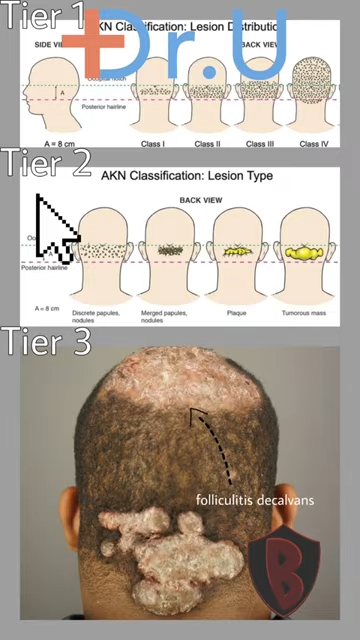 Tier 1
Dr. U
AKN Classification: Lesion Distribution
SIDE VIEW
BACK VIEW
Occipital notch
A
Posterior hairline
A = 8 cm
Class I
Class II
Class III
Class IV
Tier 2
AKN Classification: Lesion Type
BACK VIEW
A
Posterior hairline
A = 8 cm
Discrete papules,
nodules
Merged papules,
nodules
Plaque
Tumorous mass
Tier 3
folliculitis decalvans
B